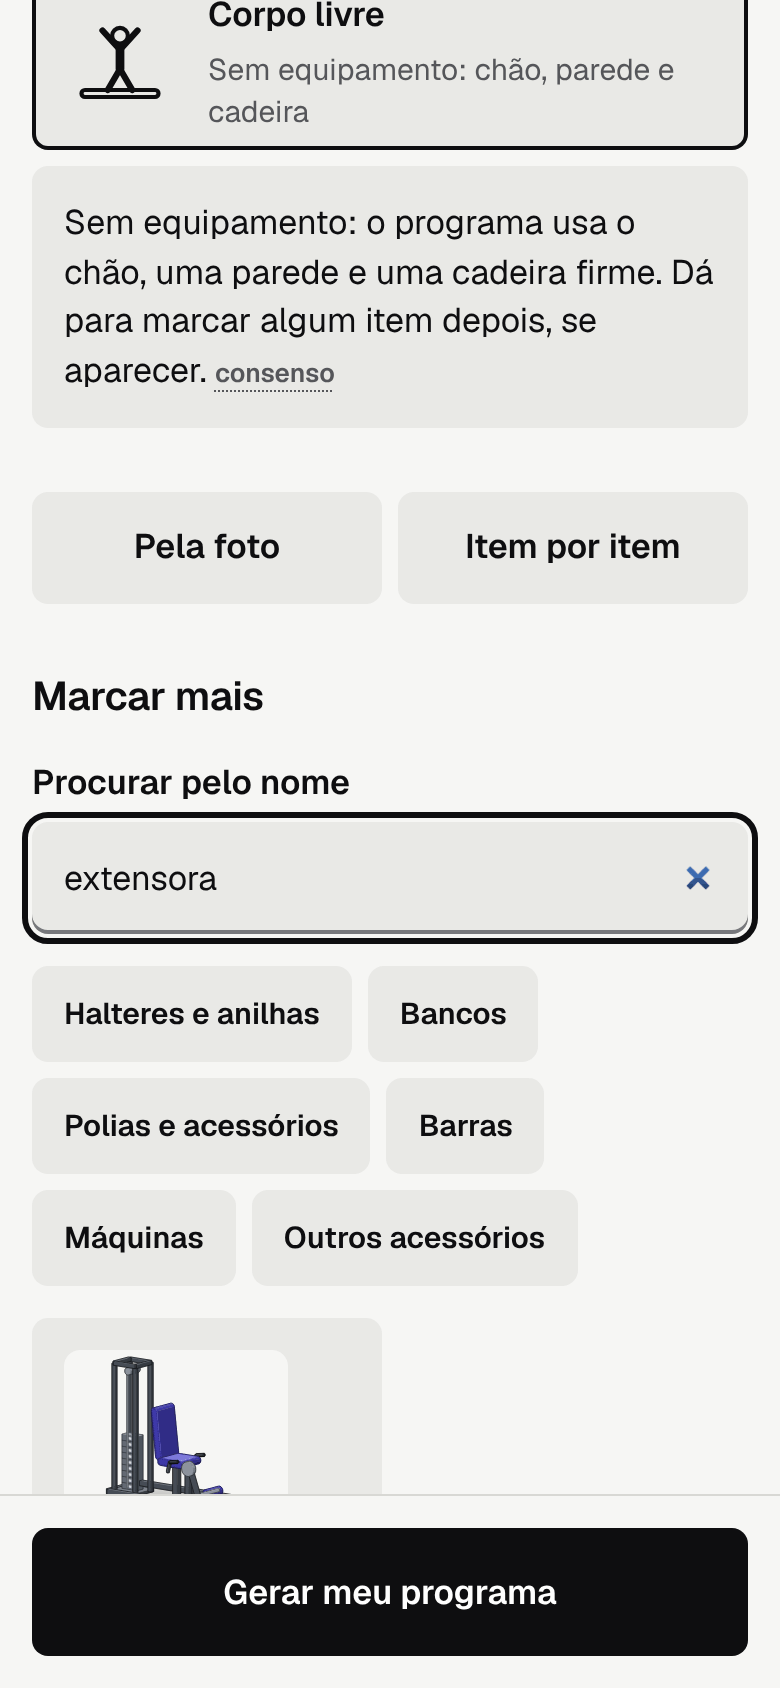 Corpo livre
Sem equipamento: chão, parede e
cadeira
Sem equipamento: o programa usa o
chão, uma parede e uma cadeira firme. Dá
para marcar algum item depois, se
aparecer. consenso
Pela foto
Item por item
Marcar mais
Procurar pelo nome
extensora
Halteres e anilhas
Bancos
Polias e acessórios
Barras
Máquinas
Outros acessórios
Gerar meu programa